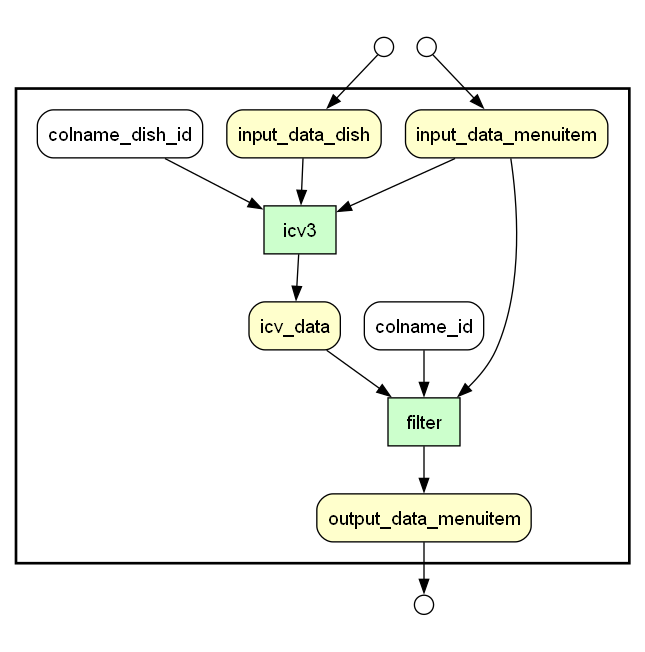 colname_dish_id
input_data_dish
input_data_menuitem
icv3
icv_data
colname_id
filter
output_data_menuitem